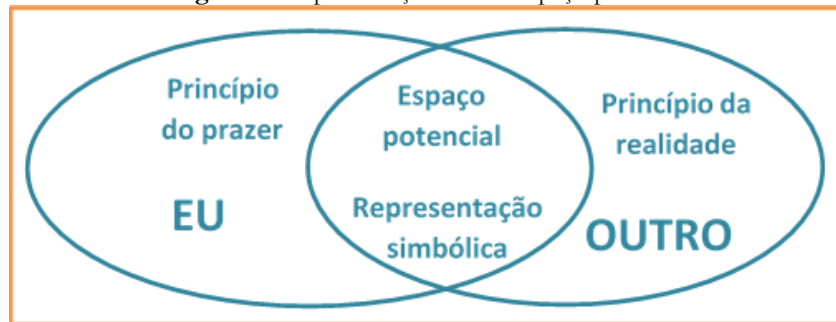 Princípio
do prazer
EU
Espaço
potencial
Representação
simbólica
Princípio da
realidade
OUTRO